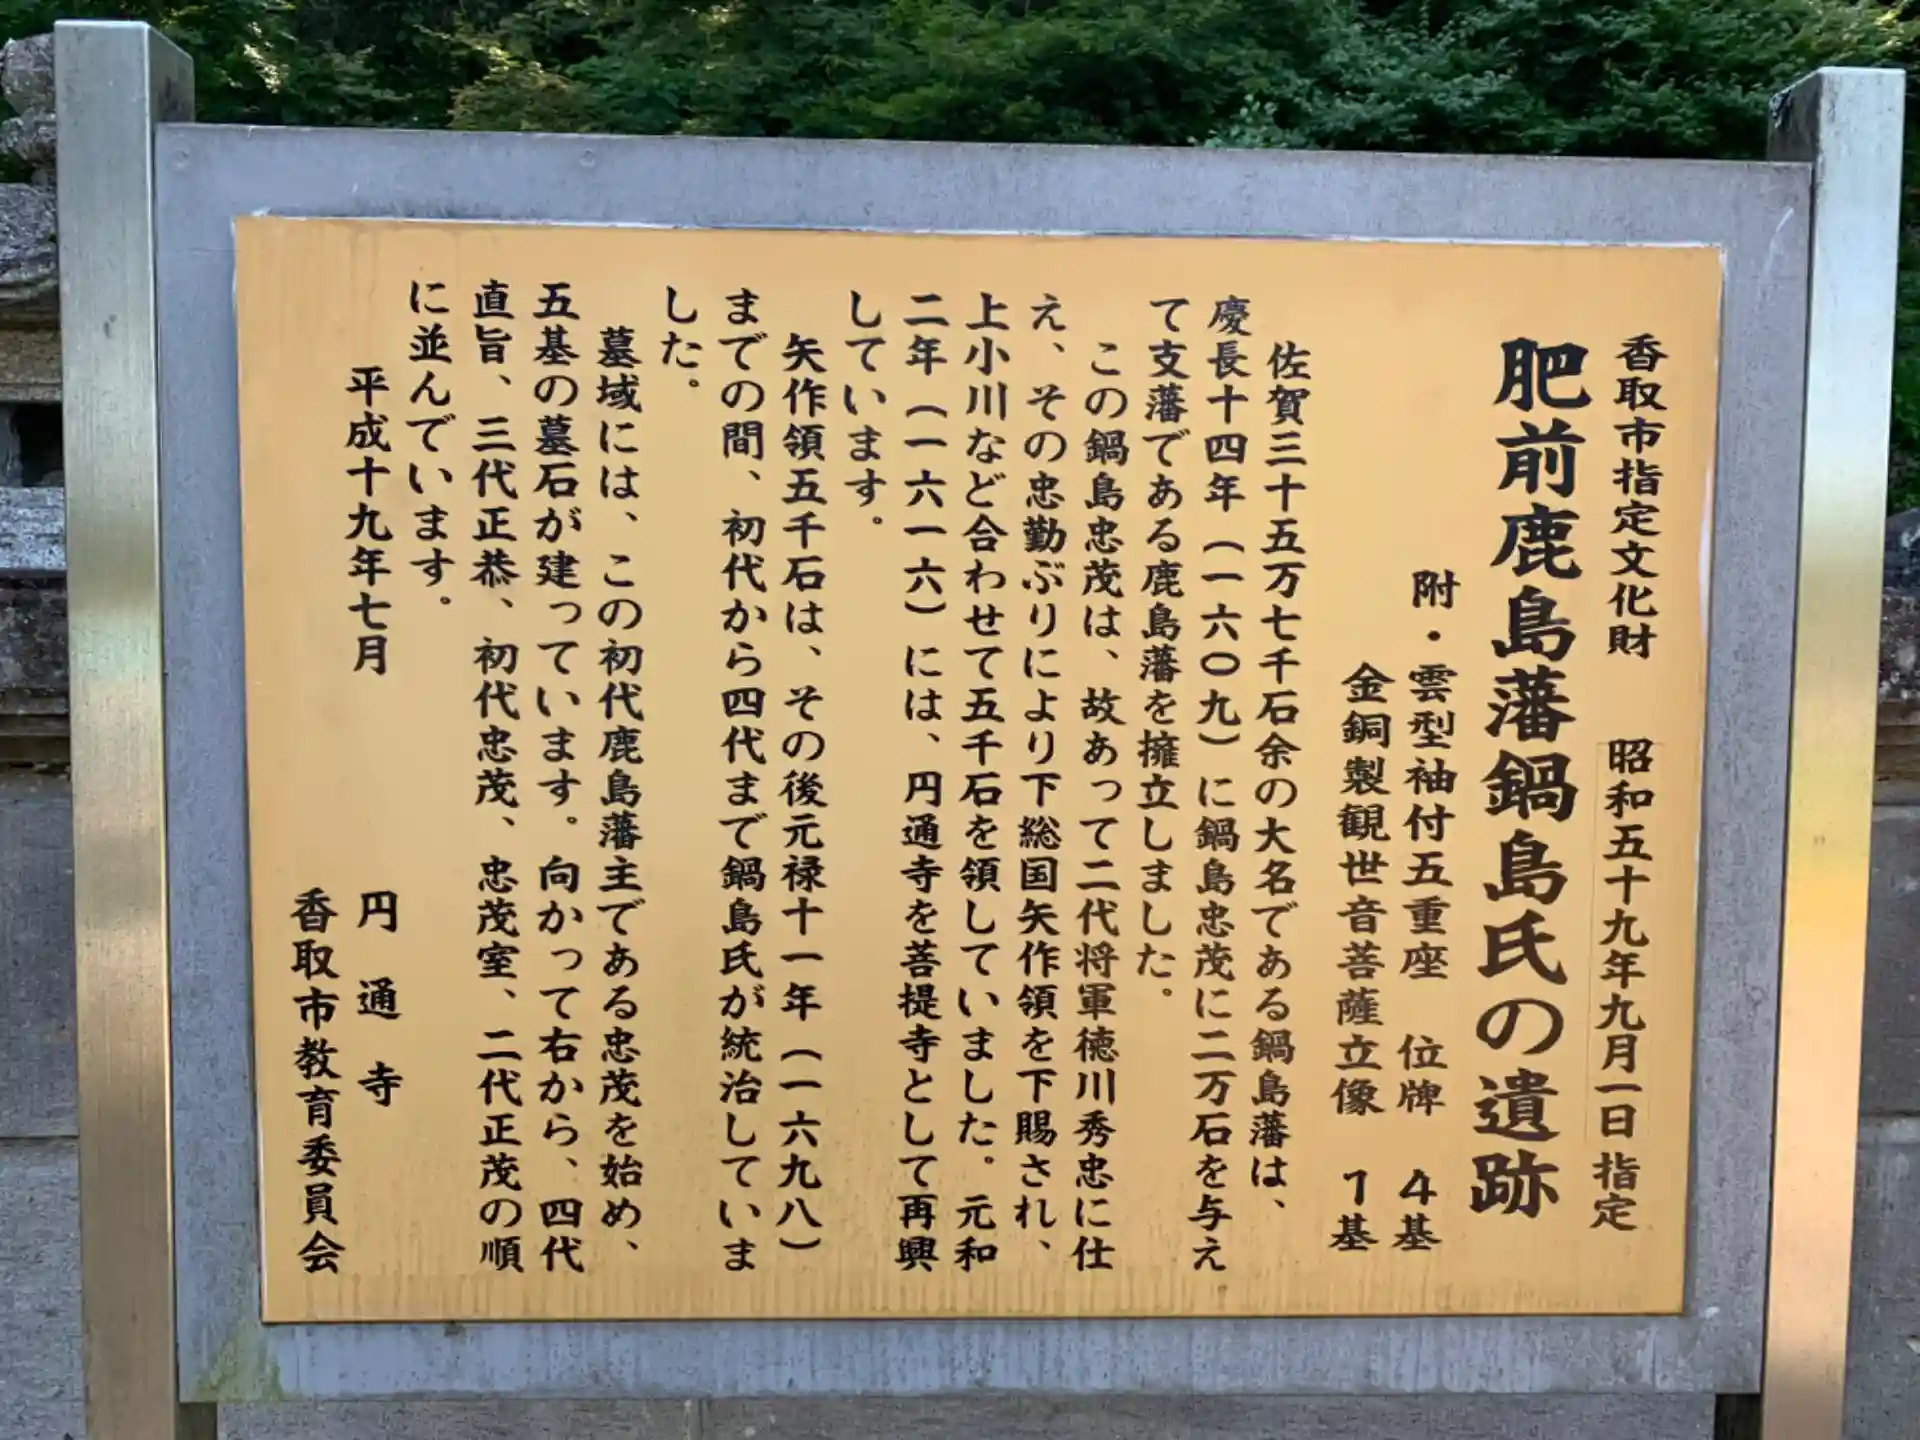 香取市指定文化財　昭和五十九年九月一日 指定
肥前鹿島藩鍋島氏の遺跡
附・雲型袖付五重座　位牌　4基
金銅製観世音菩薩立像　1基
佐賀三十五万七千石余の大名である鍋島藩は、
慶長十四年（一六〇九）に鍋島忠茂に二万石を与え
て支藩である鹿島藩を擁立しました。
この鍋島忠茂は、故あって二代将軍徳川秀忠に仕
え、その忠勤ぶりにより下総国矢作領を下賜され、
上小川など合わせて五千石を領していました。元和
二年（一六一六）には、円通寺を菩提寺として再興
しています。
矢作領五千石は、その後元禄十一年（一六九八）
までの間、初代から四代まで鍋島氏が統治していま
した。
墓域には、この初代鹿島藩主である忠茂を始め、
五基の墓石が建っています。向かって右から、四代
直旨、三代正恭、初代忠茂、忠茂室、二代正茂の順
に並んでいます。
平成十九年七月
円通寺
香取市教育委員会